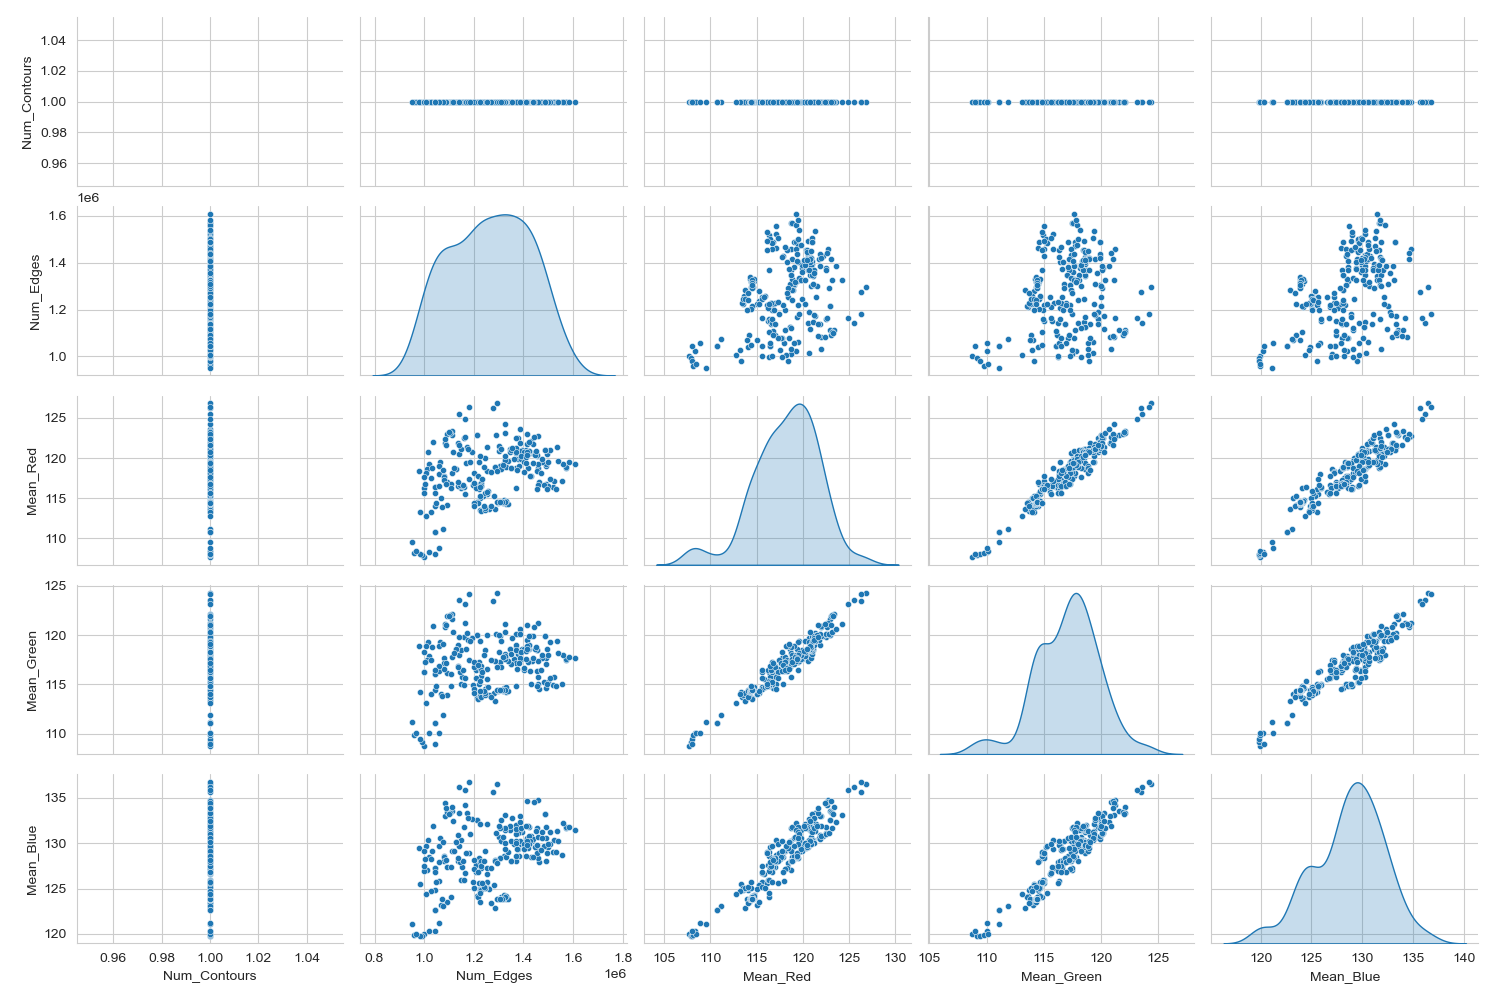 1.04
1.02
1.00
0.98
0.96
Num_Contours
1e6
1.6
1.4
1.2
1.0
Num_Edges
125
120
115
110
Mean_Red
125
120
115
110
Mean_Green
135
130
125
120
Mean_Blue
0.96 0.98 1.00 1.02 1.04
Num_Contours
0.8 1.0 1.2 1.4 1.6 1.8
Num_Edges 1e6
105 110 115 120 125 130
Mean_Red
105 110 115 120 125
Mean_Green
120 125 130 135 140
Mean_Blue